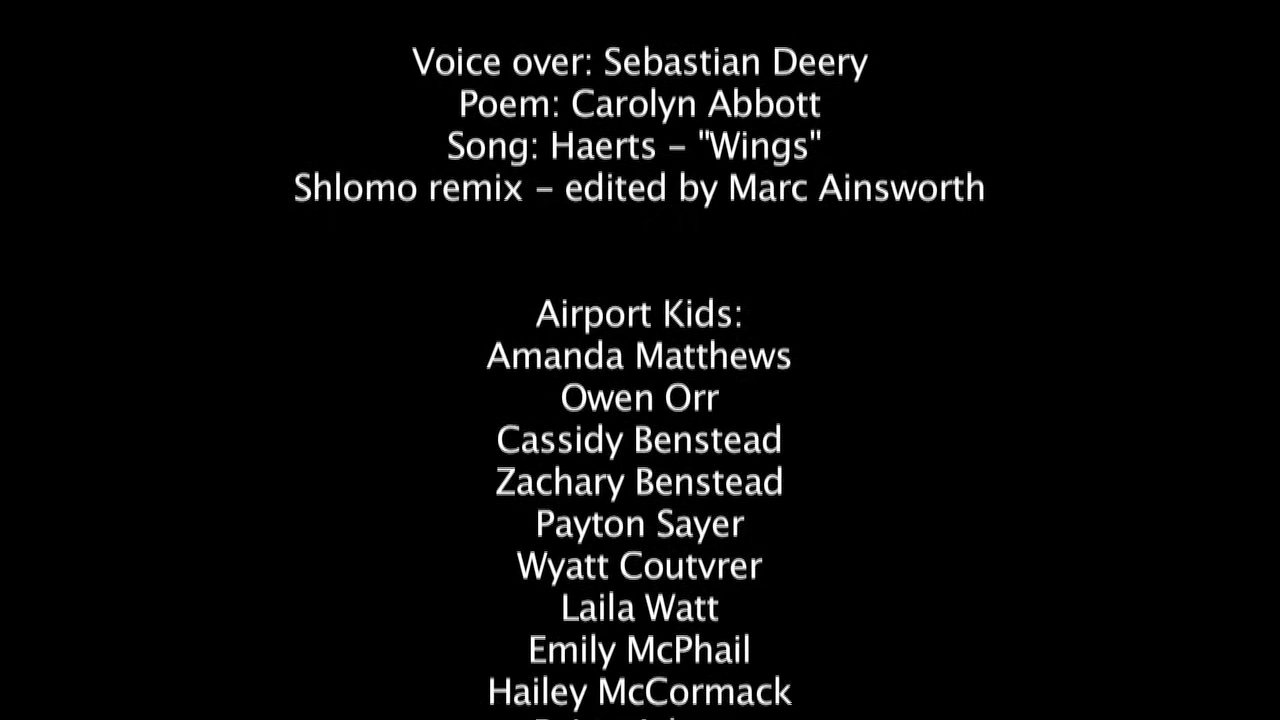 Voice over: Sebastian Deery
Poem: Carolyn Abbott
Song: Haerts – "Wings"
Shlomo remix – edited by Marc Ainsworth
Airport Kids:
Amanda Matthews
Owen Orr
Cassidy Benstead
Zachary Benstead
Payton Sayer
Wyatt Coutvrer
Laila Watt
Emily McPhail
Hailey McCormack